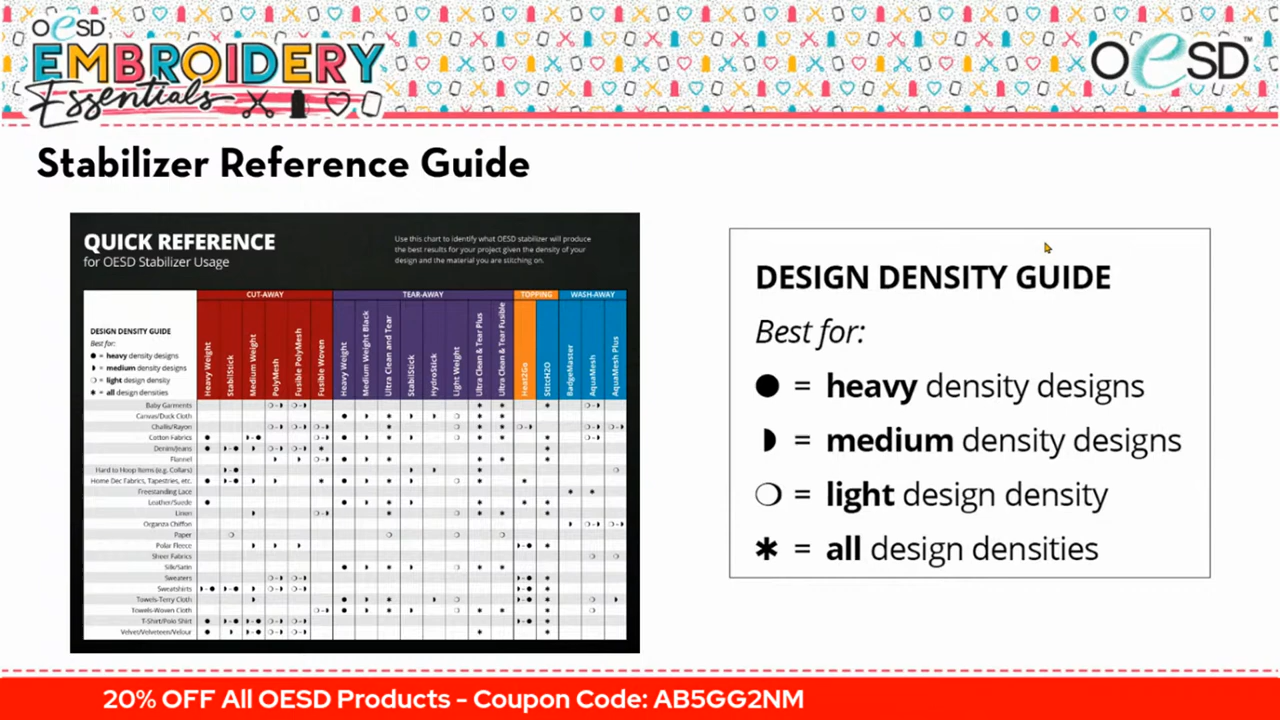 OESD
EMBROIDERY
Essentials
OESD™
Stabilizer Reference Guide
QUICK REFERENCE
for OESD Stabilizer Usage
Use this chart to identify what OESD stabilizer will produce
the best results for your project given the density of your
design and the material you are stitching on.
CUT-AWAY TEAR-AWAY TOPPING WASH-AWAY
DESIGN DENSITY GUIDE
Best for:
● = heavy density designs
◗ = medium density designs
❍ = light design density
✱ = all design densities
Heavy Weight
StabilStick
Medium Weight
PolyMesh
Fusible PolyMesh
Fusible Woven
Heavy Weight
Medium Weight Black
Ultra Clean and Tear
StabilStick
HydroStick
Light Weight
Ultra Clean & Tear Plus
Ultra Clean & Tear Fusible
Heat2Go
StitcH2O
BadgeMaster
AquaMesh
AquaMesh Plus
Baby Garments
Canvas/Duck Cloth
Challis/Rayon
Cotton Fabrics
Denim/Jeans
Flannel
Hard to Hoop Items (e.g. Collars)
Home Dec Fabrics, Tapestries, etc.
Freestanding Lace
Leather/Suede
Linen
Organza Chiffon
Paper
Polar Fleece
Sheer Fabrics
Silk/Satin
Sweaters
Sweatshirts
Towels-Terry Cloth
Towels-Woven Cloth
T-Shirt/Polo Shirt
Velvet/Velveteen/Velour
DESIGN DENSITY GUIDE
Best for:
● = heavy density designs
◗ = medium density designs
❍ = light design density
✱ = all design densities
20% OFF All OESD Products - Coupon Code: AB5GG2NM